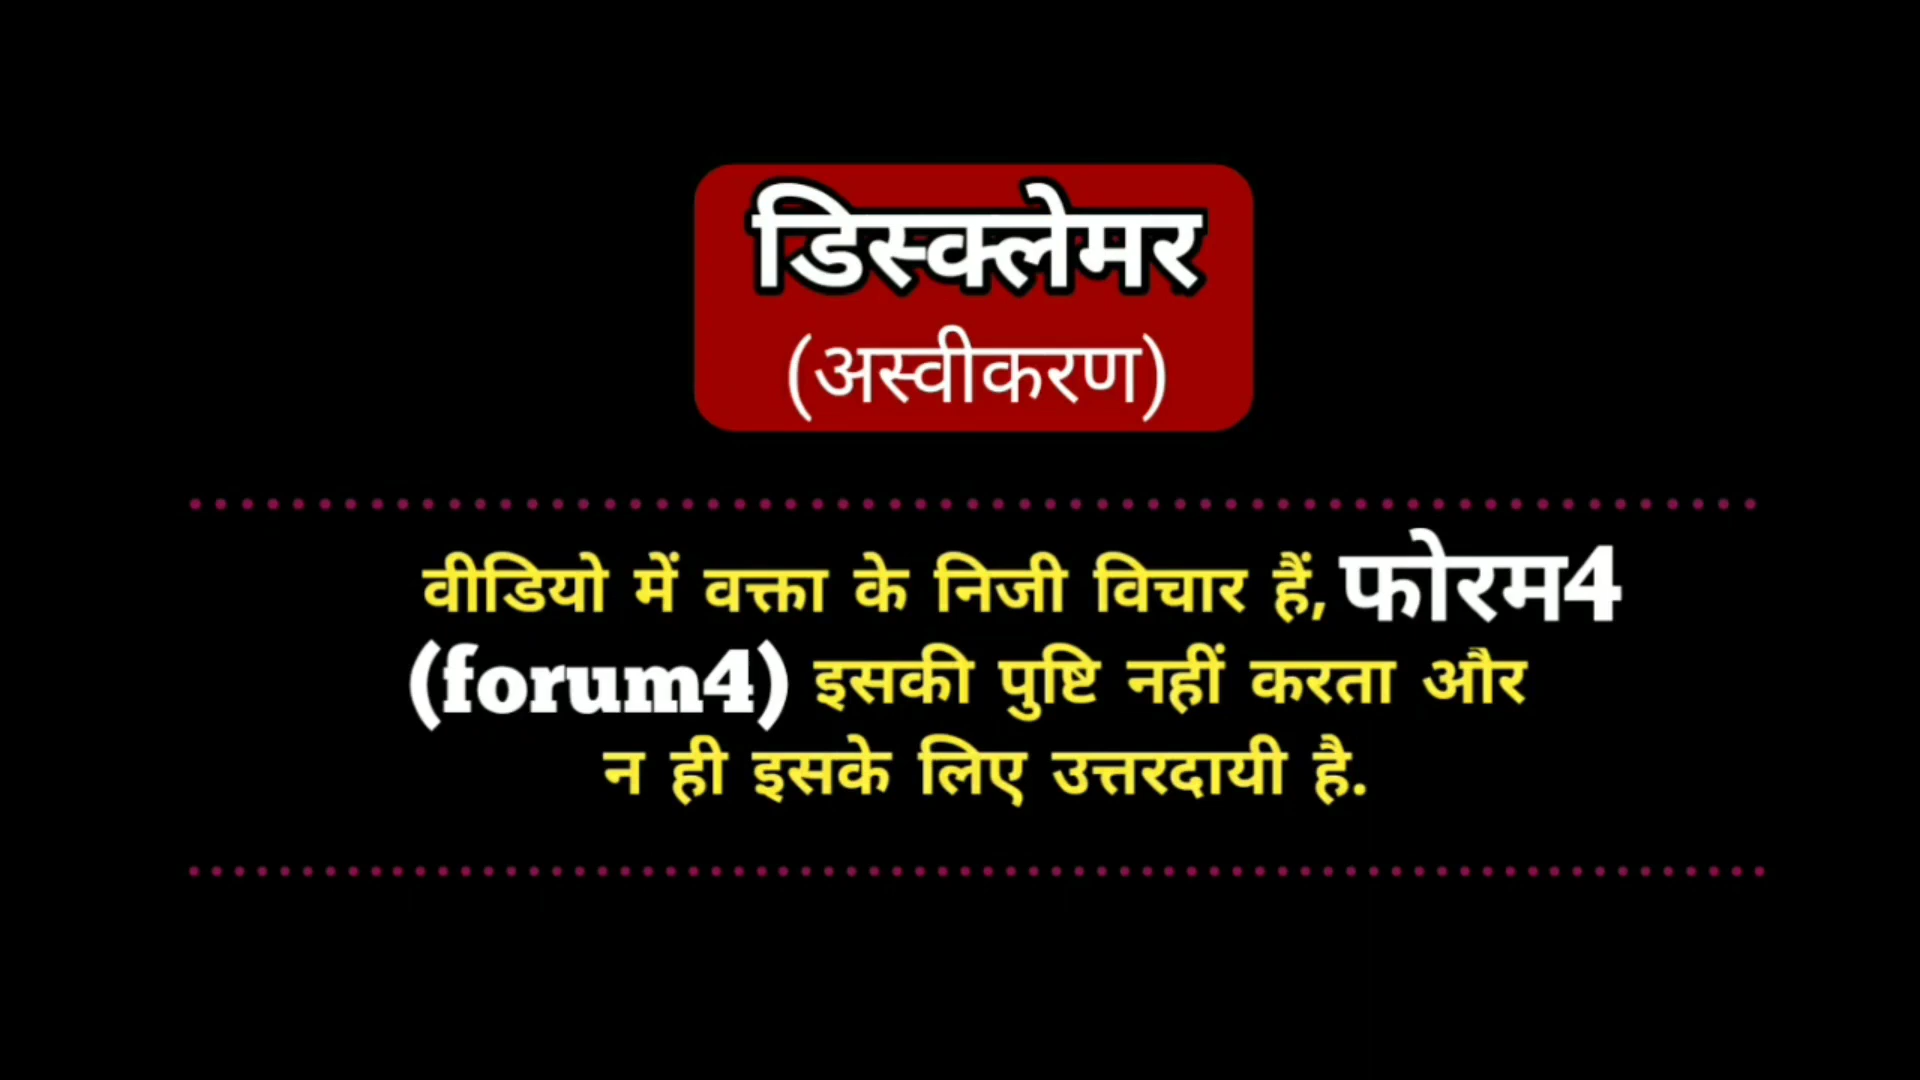 डिस्क्लेमर
(अस्वीकरण)
वीडियो में वक्ता के निजी विचार हैं, फोरम4
(forum4) इसकी पुष्टि नहीं करता और
न ही इसके लिए उत्तरदायी है.